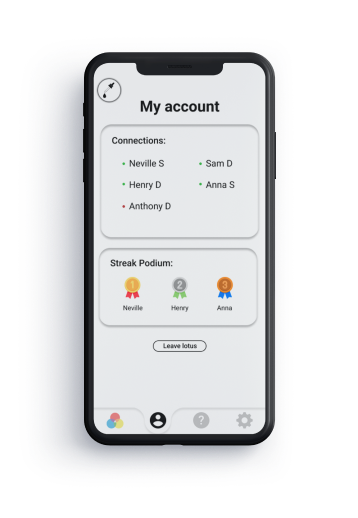 My account
Connections:
Neville S
Sam D
Henry D
Anna S
Anthony D
Streak Podium:
1
2
3
Neville
Henry
Anna
Leave lotus
?